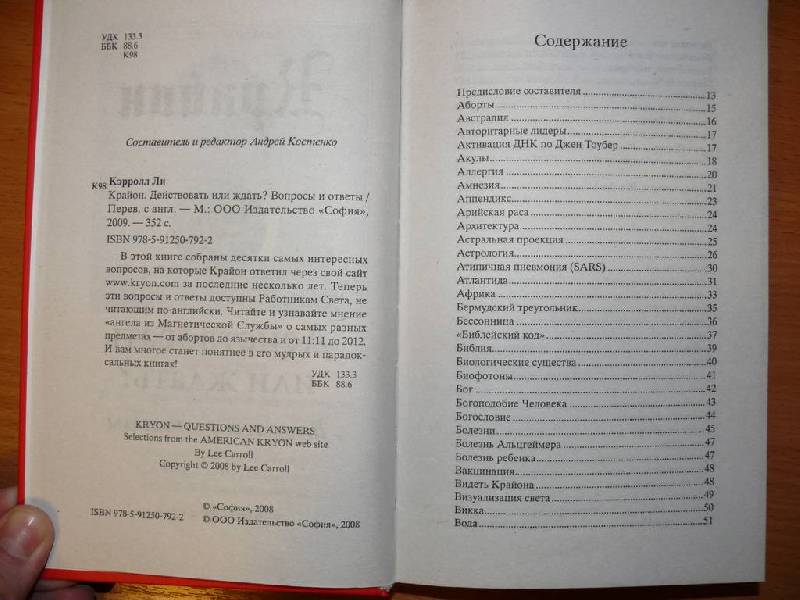 УДК 133.3
ББК 88.6
К98
Составитель и редактор Андрей Костенко
К98 Кэрролл Ли
Крайон. Действовать или ждать? Вопросы и ответы /
Перев. с англ. — М.: ООО Издательство «София»,
2009. — 352 с.
ISBN 978-5-91250-792-2
В этой книге собраны десятки самых интересных
вопросов, на которые Крайон ответил через свой сайт
www.kryon.com за последние несколько лет. Теперь
эти вопросы и ответы доступны Работникам Света, не
читающим по-английски. Читайте и узнавайте мнение
«ангела из Магнетической Службы» о самых разных
предметах — от абортов до язычества и от 11:11 до 2012.
И вам многое станет понятнее в его мудрых и парадок-
сальных книгах!
УДК 133.3
ББК 88.6
KRYON — QUESTIONS AND ANSWERS
Selections from the AMERICAN KRYON web site
By Lee Carroll
Copyright © 2008 by Lee Carroll
© «София», 2008
ISBN 978-5-91250-792-2 © ООО Издательство «София», 2008
Содержание
Предисловие составителя 13
Аборты 15
Австралия 16
Авторитарные лидеры 17
Активация ДНК по Джен Тоубер 17
Акулы 18
Аллергия 20
Амнезия 21
Аппендикс 23
Арийская раса 24
Архитектура 24
Астральная проекция 25
Астрология 26
Атипичная пневмония (SARS) 30
Атлантида 31
Африка 33
Бермудский треугольник 35
Бессонница 36
«Библейский код» 37
Библия 39
Биологические существа 40
Биофотоны 41
Бог 42
Богоподобие Человека 43
Богословие 44
Болезни 45
Болезнь Альцгеймера 47
Болезнь ребенка 47
Вакцинация 48
Видеть Крайона 48
Визуализация света 49
Викка 50
Вода 51